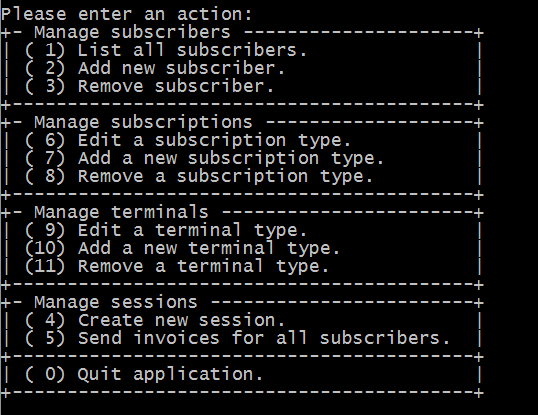 Please enter an action:
+- Manage subscribers ---------------------+
| ( 1) List all subscribers.               |
| ( 2) Add new subscriber.                 |
| ( 3) Remove subscriber.                  |
+------------------------------------------+
+- Manage subscriptions -------------------+
| ( 6) Edit a subscription type.           |
| ( 7) Add a new subscription type.        |
| ( 8) Remove a subscription type.         |
+------------------------------------------+
+- Manage terminals -----------------------+
| ( 9) Edit a terminal type.               |
| (10) Add a new terminal type.            |
| (11) Remove a terminal type.             |
+------------------------------------------+
+- Manage sessions ------------------------+
| ( 4) Create new session.                 |
| ( 5) Send invoices for all subscribers.  |
+------------------------------------------+
| ( 0) Quit application.                   |
+------------------------------------------+